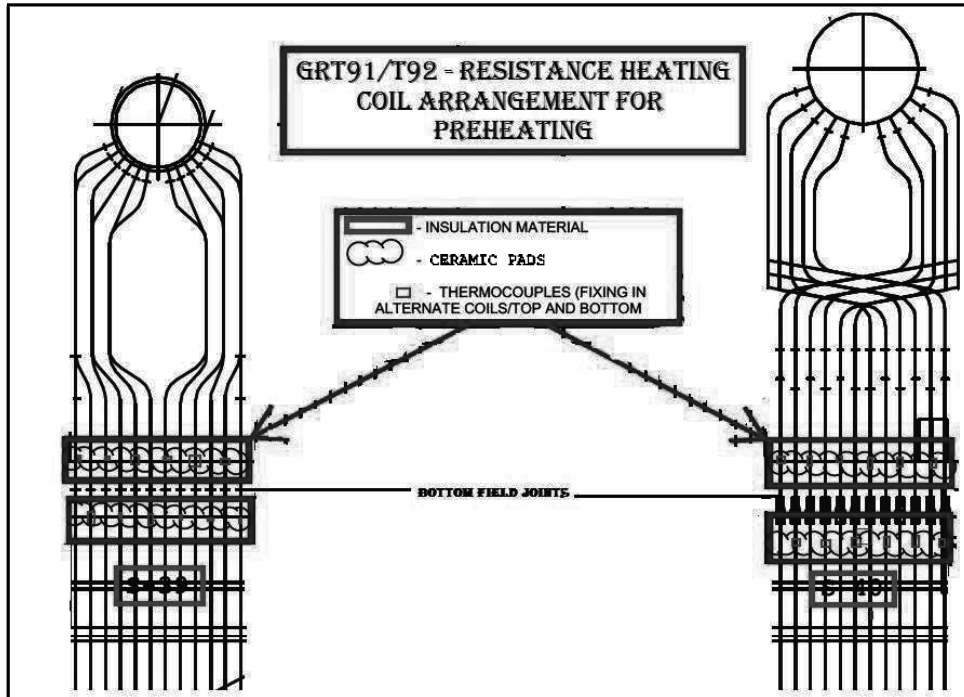 GRT91/T92 - RESISTANCE HEATING
COIL ARRANGEMENT FOR
PREHEATING
- INSULATION MATERIAL
- CERAMIC PADS
- THERMOCOUPLES (FIXING IN
ALTERNATE COILS/TOP AND BOTTOM
BOTTOM FIELD JOINTS